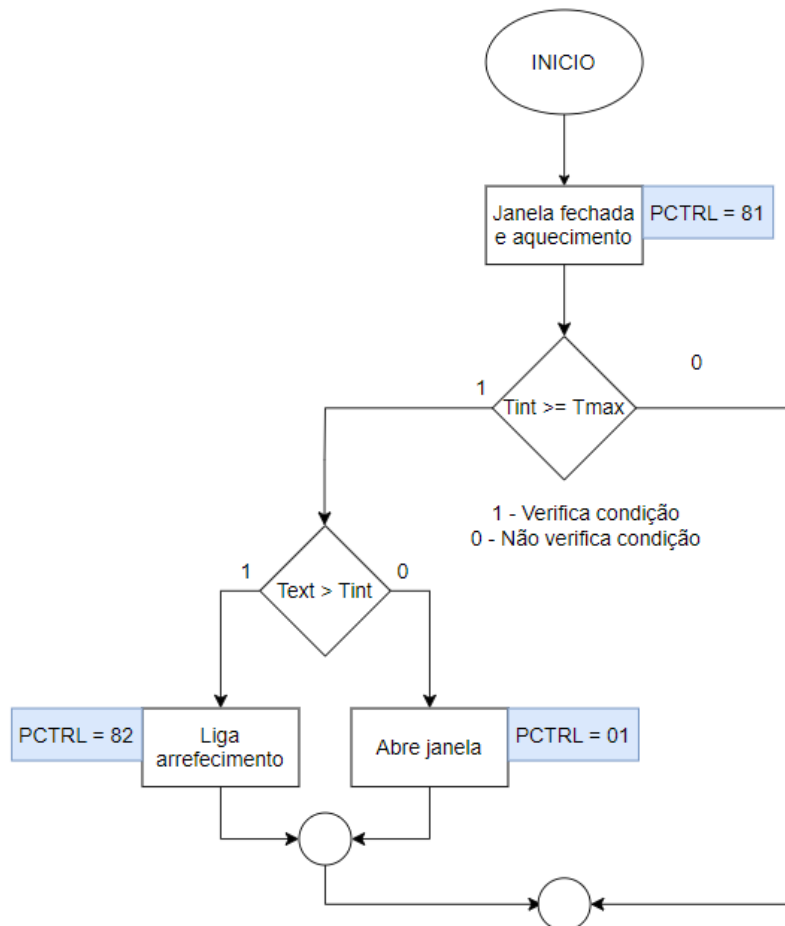 INICIO
Janela fechada
e aquecimento
PCTRL = 81
0
1
Tint >= Tmax
1 - Verifica condição
0 - Não verifica condição
1
0
Text > Tint
PCTRL = 82
Liga
arrefecimento
Abre janela
PCTRL = 01